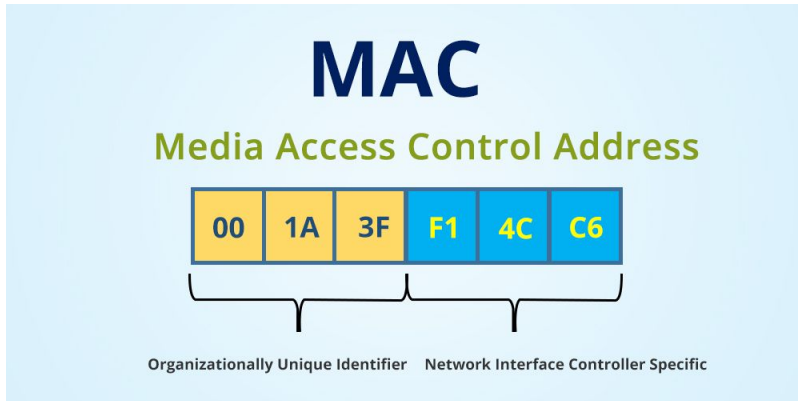 MAC
Media Access Control Address
00 1A 3F F1 4C C6
Organizationally Unique Identifier Network Interface Controller Specific